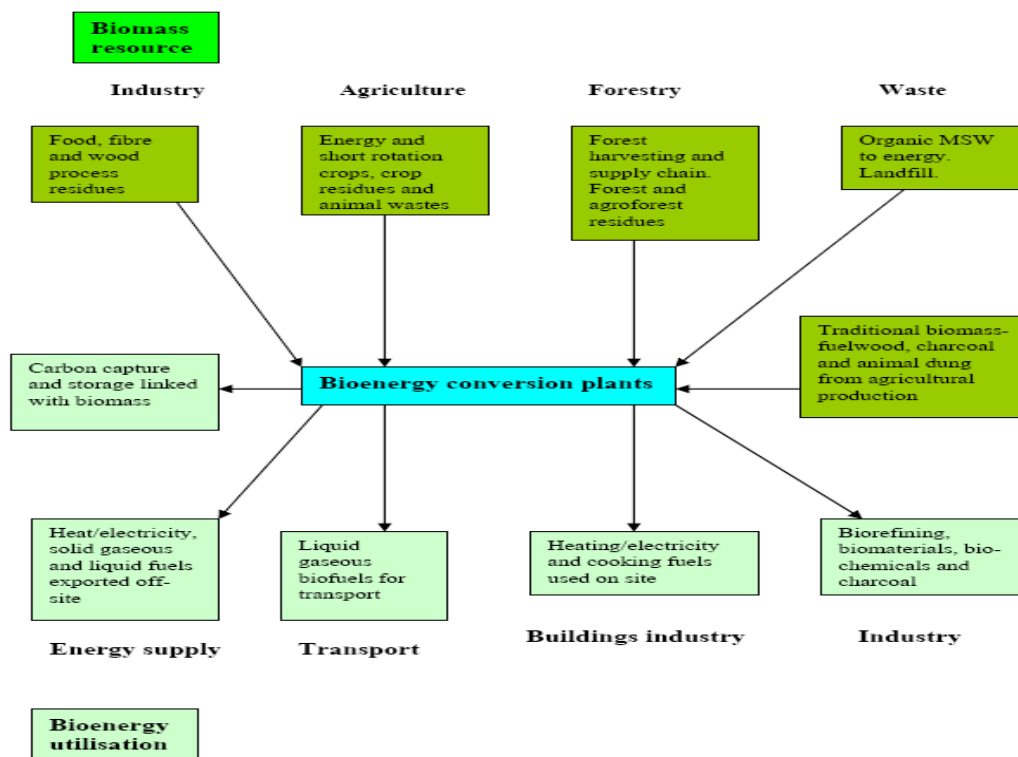 Biomass
resource
Industry
Agriculture
Forestry
Waste
Food, fibre
and wood
process
residues
Energy and
short rotation
crops, crop
residues and
animal wastes
Forest
harvesting and
supply chain.
Forest and
agroforest
residues
Organic MSW
to energy.
Landfill.
Carbon capture
and storage linked
with biomass
Bioenergy conversion plants
Traditional biomass-
fuelwood, charcoal
and animal dung
from agricultural
production
Heat/electricity,
solid gaseous
and liquid fuels
exported off-
site
Liquid
gaseous
biofuels for
transport
Heating/electricity
and cooking fuels
used on site
Biorefining,
biomaterials, bio-
chemicals and
charcoal
Energy supply
Transport
Buildings industry
Industry
Bioenergy
utilisation